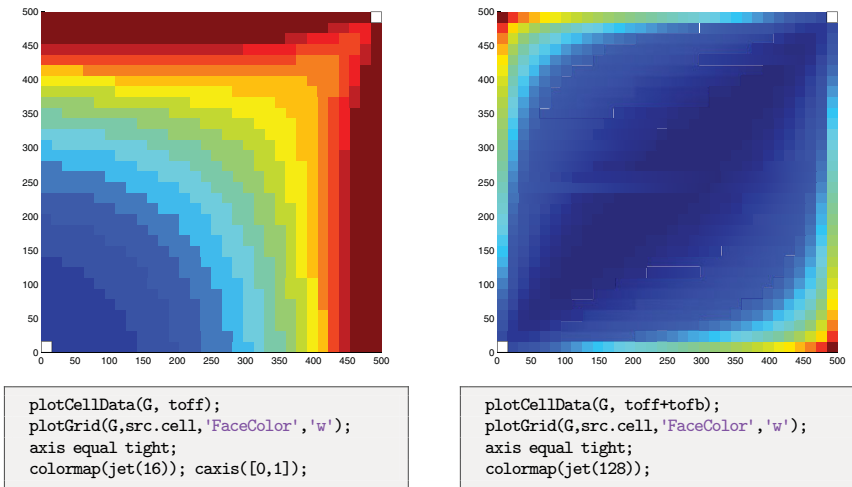 500
450
400
350
300
250
200
150
100
50
0
0 50 100 150 200 250 300 350 400 450 500
500
450
400
350
300
250
200
150
100
50
0
0 50 100 150 200 250 300 350 400 450 500
plotCellData(G, toff);
plotGrid(G,src.cell,'FaceColor','w');
axis equal tight;
colormap(jet(16)); caxis([0,1]);
plotCellData(G, toff+tofb);
plotGrid(G,src.cell,'FaceColor','w');
axis equal tight;
colormap(jet(128));